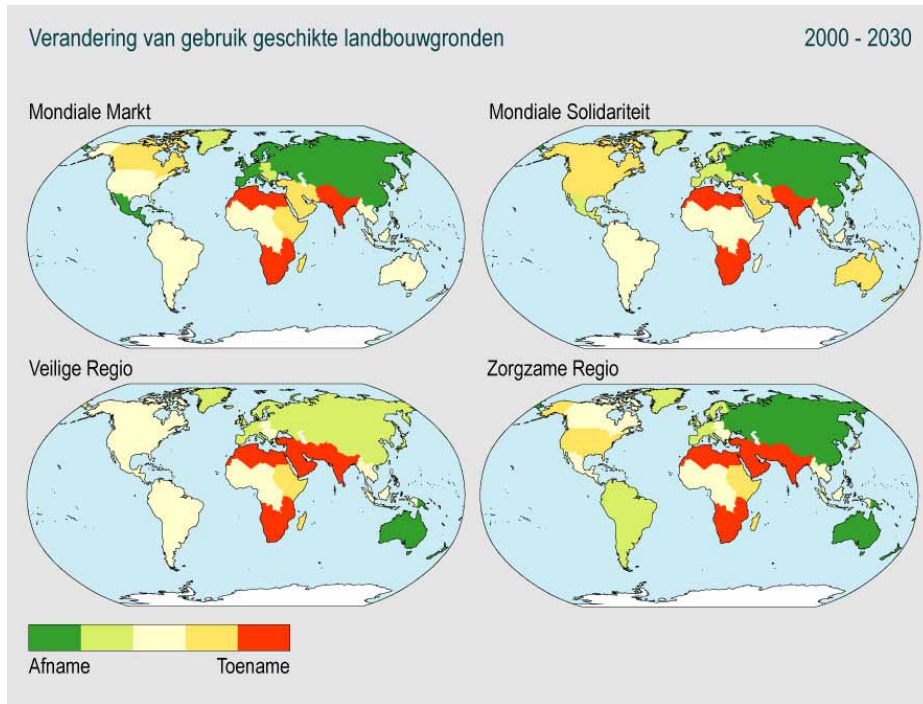 Verandering van gebruik geschikte landbouwgronden 2000 - 2030
Mondiale Markt
Mondiale Solidariteit
Veilige Regio
Zorgzame Regio
Afname Toename